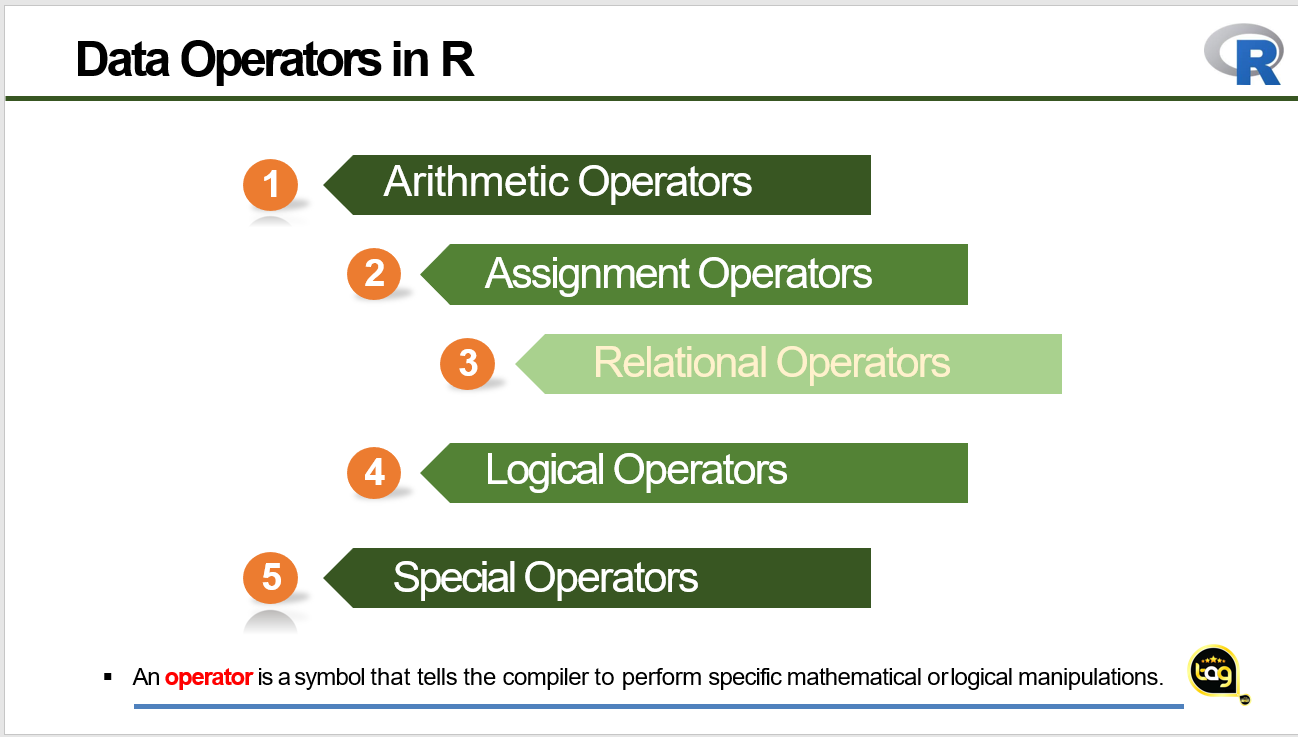 Data Operators in R
R
1 Arithmetic Operators
2 Assignment Operators
3 Relational Operators
4 Logical Operators
5 Special Operators
▪ An operator is a symbol that tells the compiler to perform specific mathematical or logical manipulations.
tag